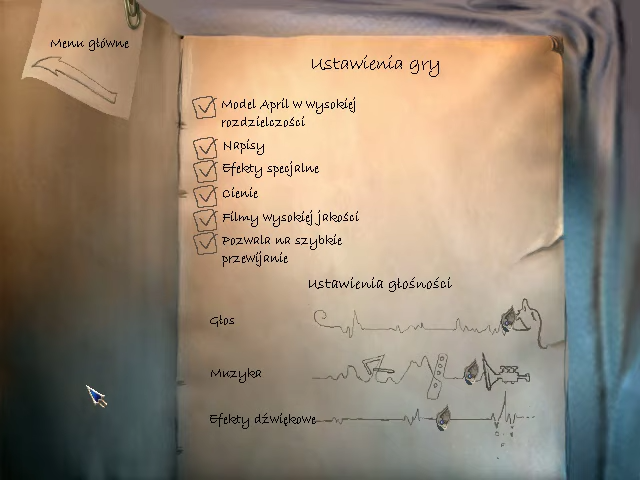 Menu główne
Ustawienia gry
Model April w wysokiej
rozdzielczości
Napisy
Efekty specjalne
Cienie
Filmy wysokiej jakości
Pozwala na szybkie
przewijanie
Ustawienia głośności
Głos
Muzyka
Efekty dźwiękowe